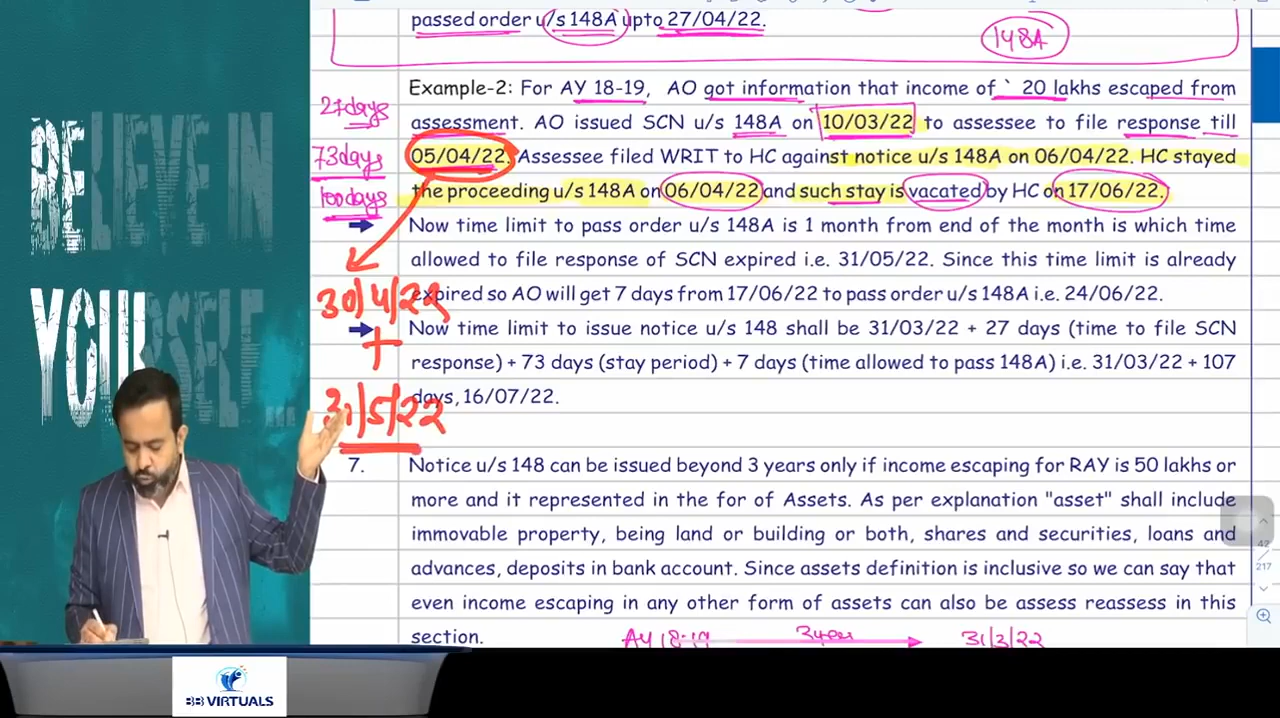 passed order u/s 148A upto 27/04/22.
148A
Example-2: For AY 18-19, AO got information that income of ` 20 lakhs escaped from
27 days
assessment. AO issued SCN u/s 148A on 10/03/22 to assessee to file response till
73 days
05/04/22. Assessee filed WRIT to HC against notice u/s 148A on 06/04/22. HC stayed
100 days
the proceeding u/s 148A on 06/04/22 and such stay is vacated by HC on 17/06/22.
Now time limit to pass order u/s 148A is 1 month from end of the month is which time
allowed to file response of SCN expired i.e. 31/05/22. Since this time limit is already
30/4/22
expired so AO will get 7 days from 17/06/22 to pass order u/s 148A i.e. 24/06/22.
Now time limit to issue notice u/s 148 shall be 31/03/22 + 27 days (time to file SCN
+
response) + 73 days (stay period) + 7 days (time allowed to pass 148A) i.e. 31/03/22 + 107
31/5/22
days, 16/07/22.
7. Notice u/s 148 can be issued beyond 3 years only if income escaping for RAY is 50 lakhs or
more and it represented in the for of Assets. As per explanation "asset" shall include
immovable property, being land or building or both, shares and securities, loans and
advances, deposits in bank account. Since assets definition is inclusive so we can say that
even income escaping in any other form of assets can also be assess reassess in this
section.
AY 18-19 3 years 31/3/22
BELIEVE IN
YOURSELF...
42
217
BB VIRTUALS